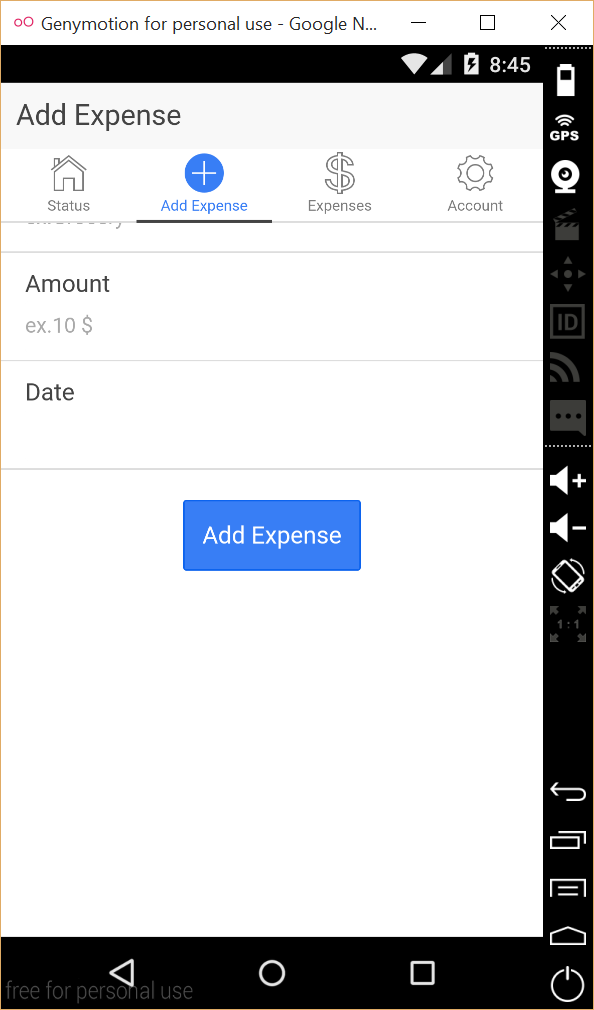 Genymotion for personal use - Google N...
8:45
GPS
Add Expense
Status Add Expense Expenses Account
Amount
ex.10 $
ID
Date
Add Expense
1:1
free for personal use